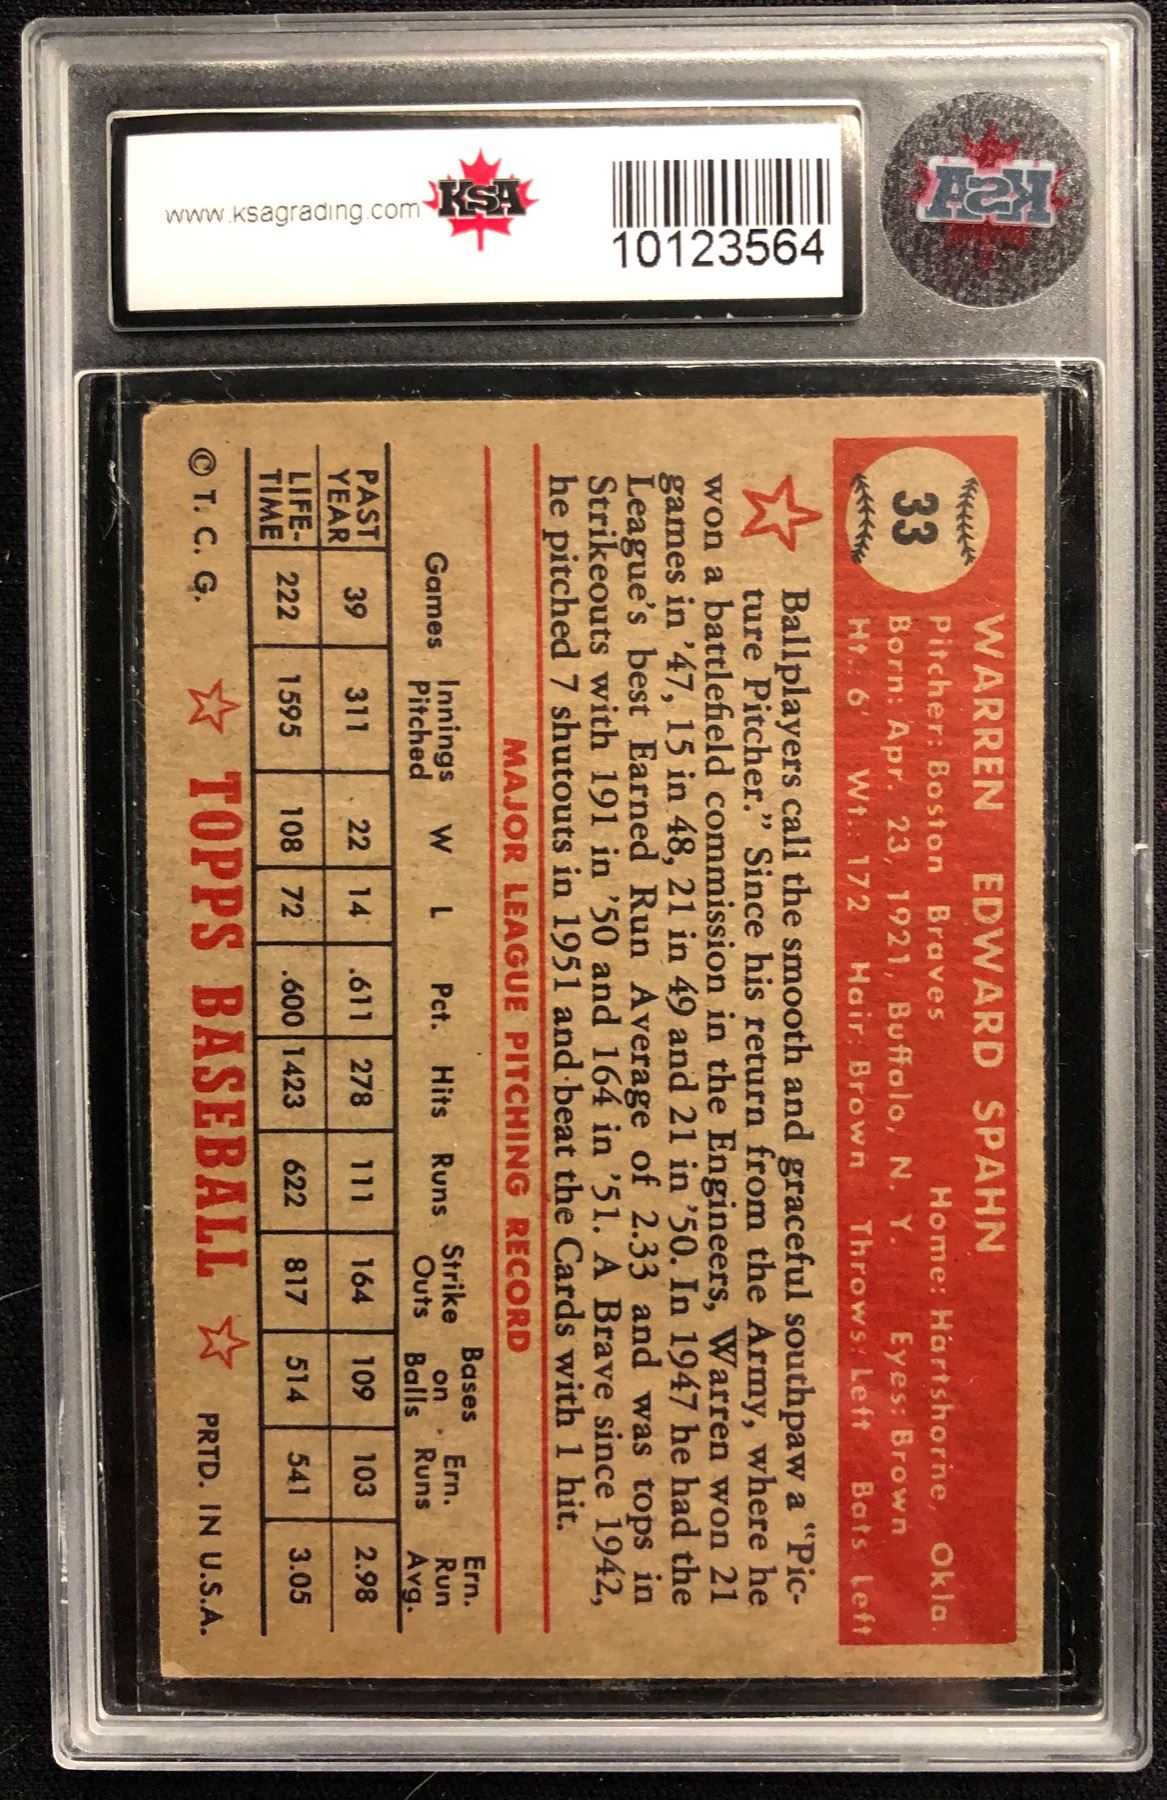 www.ksagrading.com
KSA
10123564
KSA
33
WARREN EDWARD SPAHN
Pitcher: Boston Braves Home: Hartshorne, Okla.
Born: Apr. 23, 1921, Buffalo, N. Y. Eyes: Brown
Ht.: 6' Wt.: 172 Hair: Brown Throws: Left Bats Left
Ballplayers call the smooth and graceful southpaw a "Pic-
ture Pitcher." Since his return from the Army, where he
won a battlefield commission in the Engineers, Warren won 21
games in '47, 15 in 48, 21 in 49 and 21 in '50. In 1947 he had the
League's best Earned Run Average of 2.33 and was tops in
Strikeouts with 191 in '50 and 164 in '51. A Brave since 1942,
he pitched 7 shutouts in 1951 and beat the Cards with 1 hit.
MAJOR LEAGUE PITCHING RECORD
Games Innings Pitched W L Pct. Hits Runs Strike Outs Bases on Balls Ern. Runs Ern. Run Avg.
PAST YEAR 39 311 22 14 .611 278 111 164 109 103 2.98
LIFE-TIME 222 1595 108 72 .600 1423 622 817 514 541 3.05
© T. C. G. TOPPS BASEBALL PRTD. IN U.S.A.